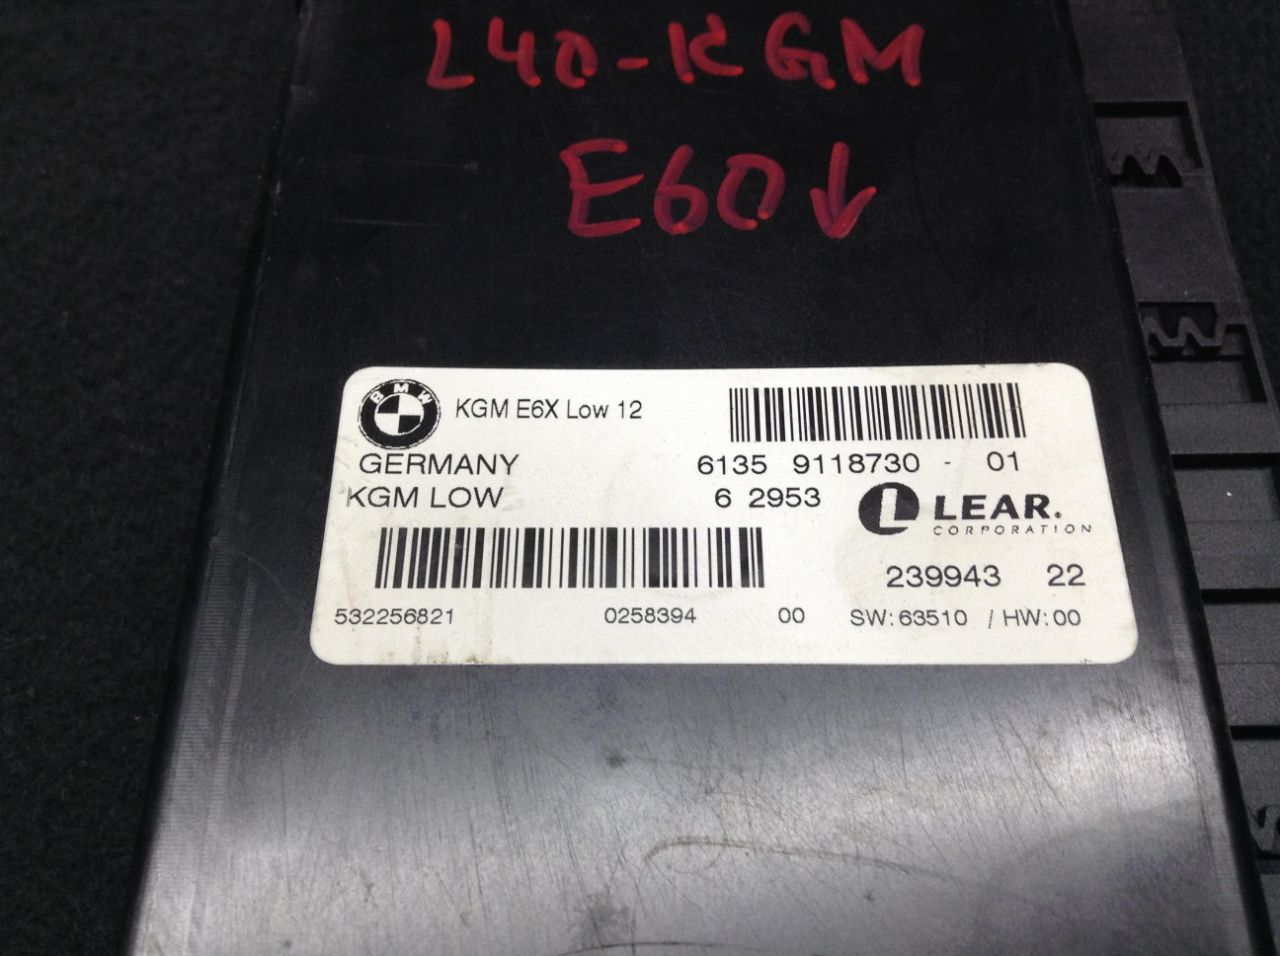 L40-KGM
E60↓
BMW
KGM E6X Low 12
GERMANY
6135 9118730 - 01
KGM LOW
6 2953
L LEAR.
CORPORATION
239943 22
532256821 0258394 00 SW: 63510 / HW: 00